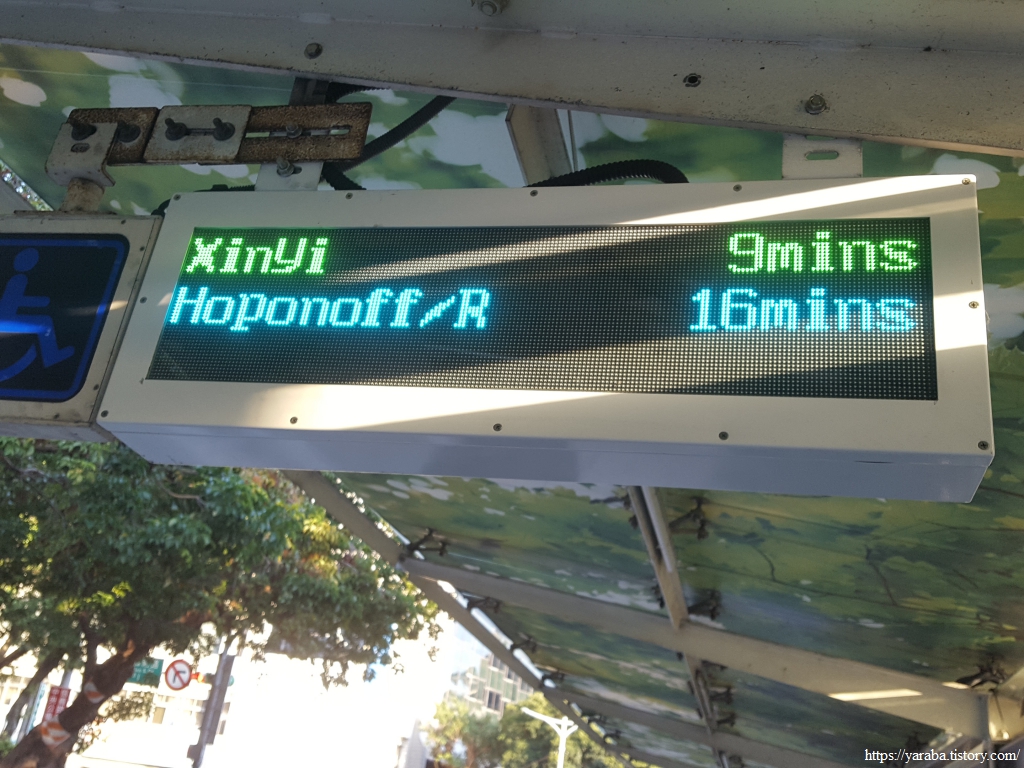 XinYi 9mins
Hoponoff/R 16mins
https://yaraba.tistory.com/